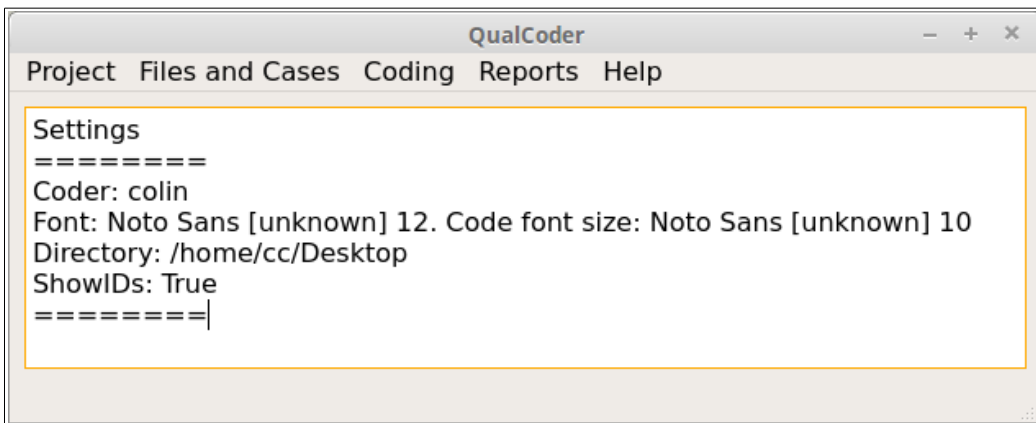 QualCoder
Project Files and Cases Coding Reports Help
Settings
========
Coder: colin
Font: Noto Sans [unknown] 12. Code font size: Noto Sans [unknown] 10
Directory: /home/cc/Desktop
ShowIDs: True
========